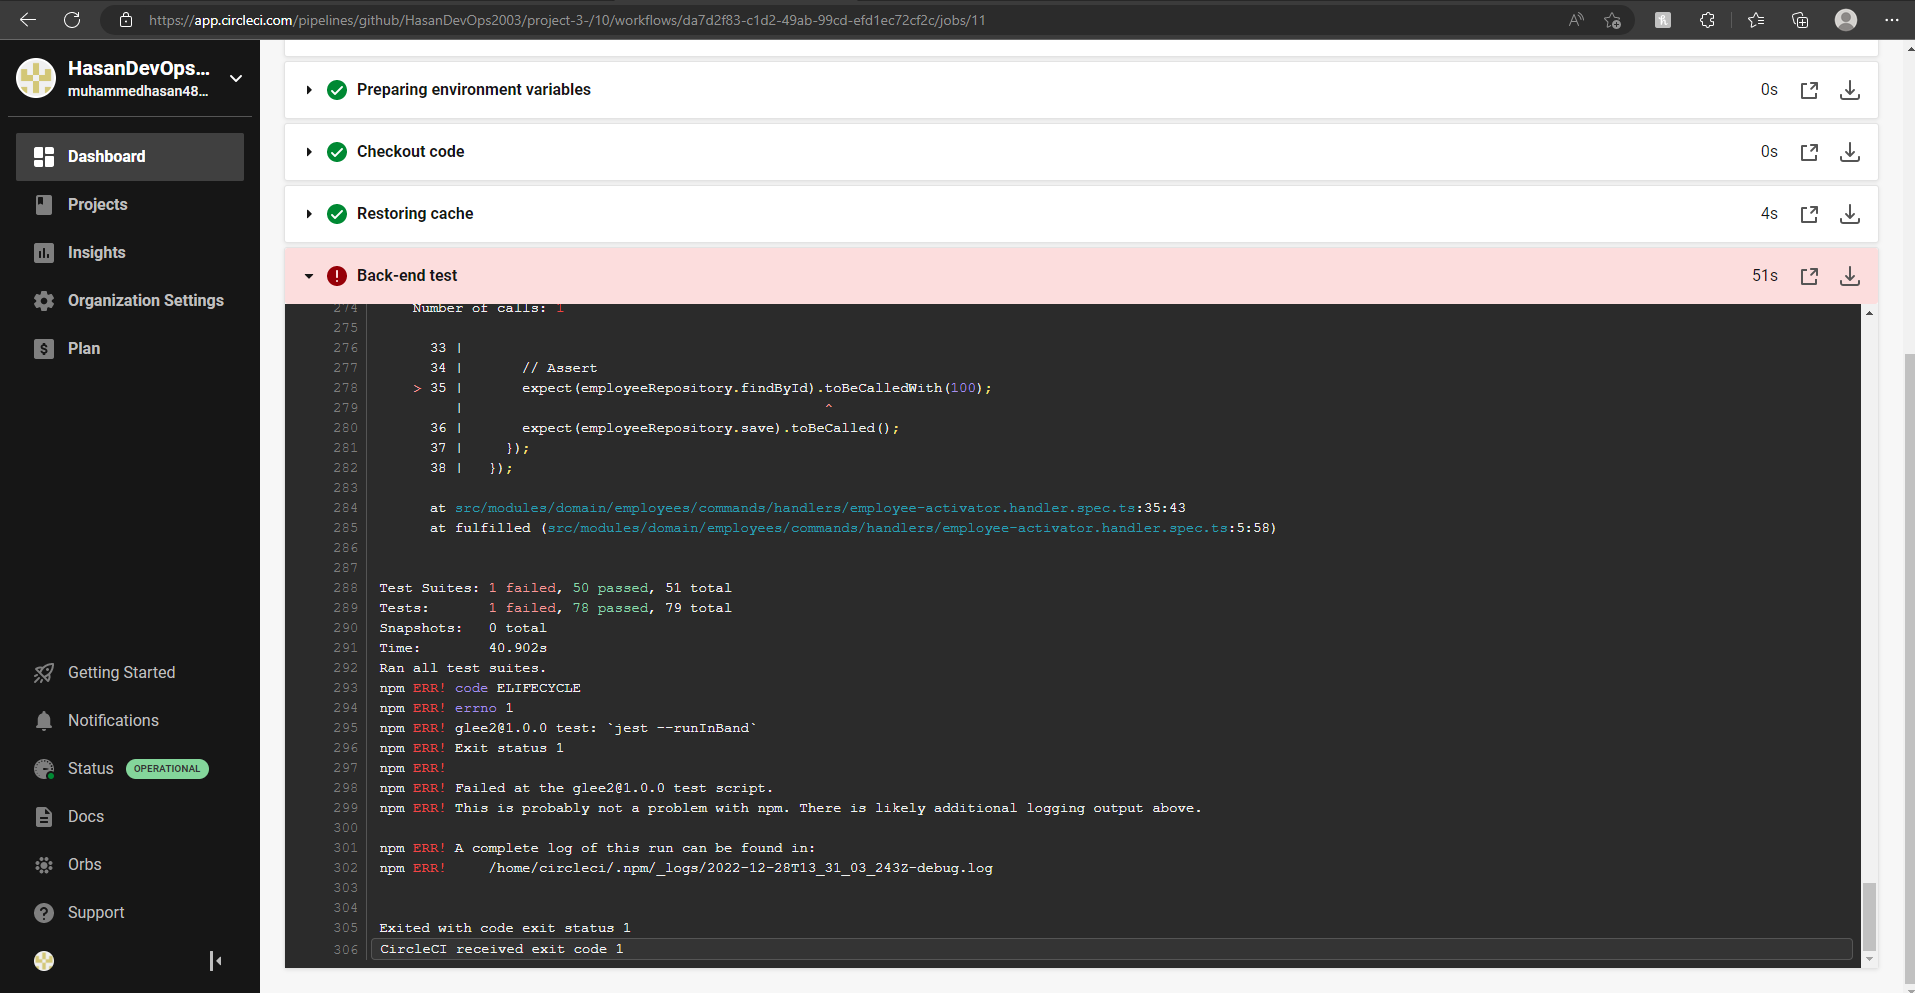 https://app.circleci.com/pipelines/github/HasanDevOps2003/project-3-/10/workflows/da7d2f83-c1d2-49ab-99cd-efd1ec72cf2c/jobs/11
HasanDevOps...
muhammedhasan48...
Dashboard
Projects
Insights
Organization Settings
Plan
Getting Started
Notifications
Status OPERATIONAL
Docs
Orbs
Support
Preparing environment variables 0s
Checkout code 0s
Restoring cache 4s
Back-end test 51s
274 Number of calls: 1
275
276 33 |
277 34 | // Assert
278 > 35 | expect(employeeRepository.findById).toBeCalledWith(100);
279 | ^
280 36 | expect(employeeRepository.save).toBeCalled();
281 37 | });
282 38 | });
283
284 at src/modules/domain/employees/commands/handlers/employee-activator.handler.spec.ts:35:43
285 at fulfilled (src/modules/domain/employees/commands/handlers/employee-activator.handler.spec.ts:5:58)
286
287
288 Test Suites: 1 failed, 50 passed, 51 total
289 Tests: 1 failed, 78 passed, 79 total
290 Snapshots: 0 total
291 Time: 40.902s
292 Ran all test suites.
293 npm ERR! code ELIFECYCLE
294 npm ERR! errno 1
295 npm ERR! glee2@1.0.0 test: `jest --runInBand`
296 npm ERR! Exit status 1
297 npm ERR!
298 npm ERR! Failed at the glee2@1.0.0 test script.
299 npm ERR! This is probably not a problem with npm. There is likely additional logging output above.
300
301 npm ERR! A complete log of this run can be found in:
302 npm ERR! /home/circleci/.npm/_logs/2022-12-28T13_31_03_243Z-debug.log
303
304
305 Exited with code exit status 1
306 CircleCI received exit code 1